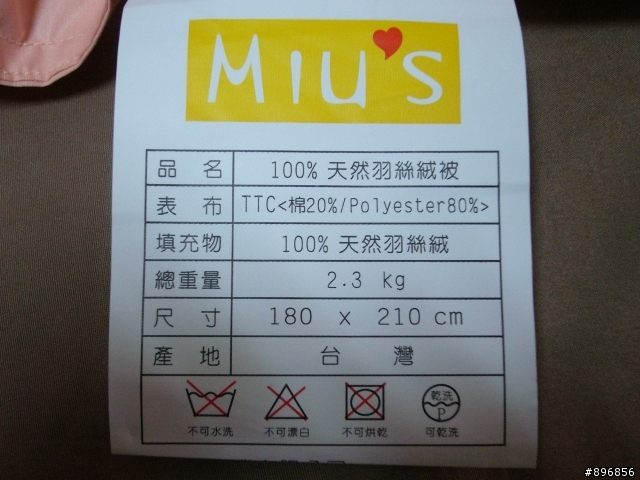 MIU'S
品名 100% 天然羽絲絨被
表布 TTC<棉20%/Polyester80%>
填充物 100% 天然羽絲絨
總重量 2.3 kg
尺寸 180 x 210 cm
產地 台灣
乾洗
P
不可水洗 不可漂白 不可烘乾 可乾洗
#896856